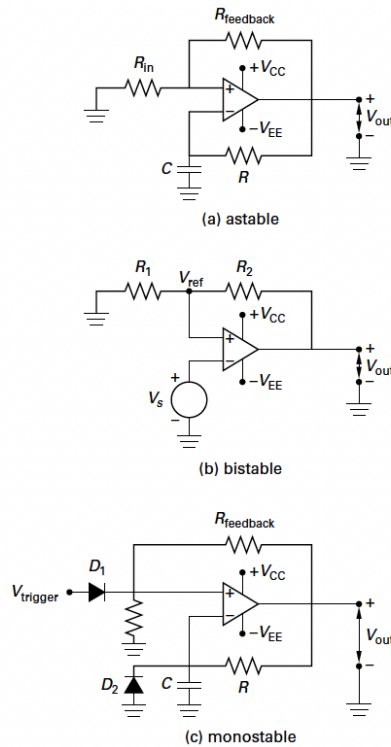 R_feedback
R_in
+V_CC
+
−
−V_EE
+
V_out
−
C
R
(a) astable
R_1
V_ref
R_2
+V_CC
+
−
+
V_s
−
−V_EE
+
V_out
−
(b) bistable
R_feedback
D_1
+V_CC
V_trigger
+
−
−V_EE
+
V_out
−
D_2
C
R
(c) monostable